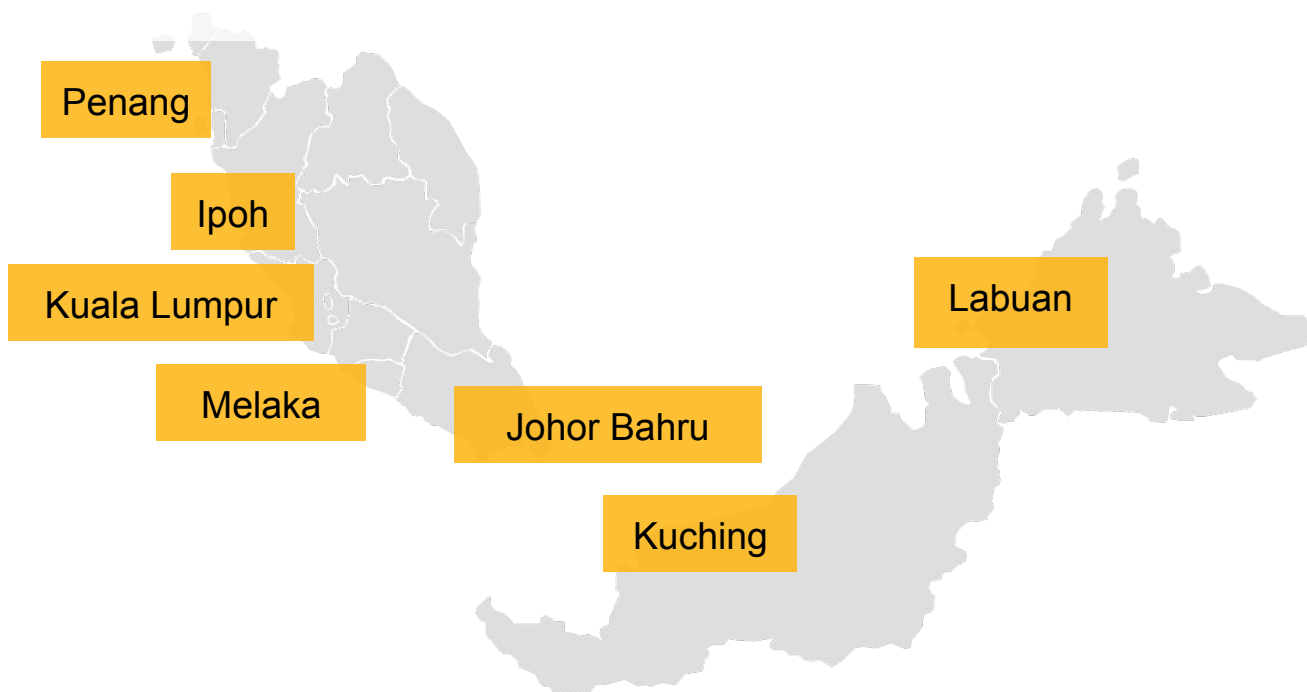 Penang
Ipoh
Kuala Lumpur
Labuan
Melaka
Johor Bahru
Kuching